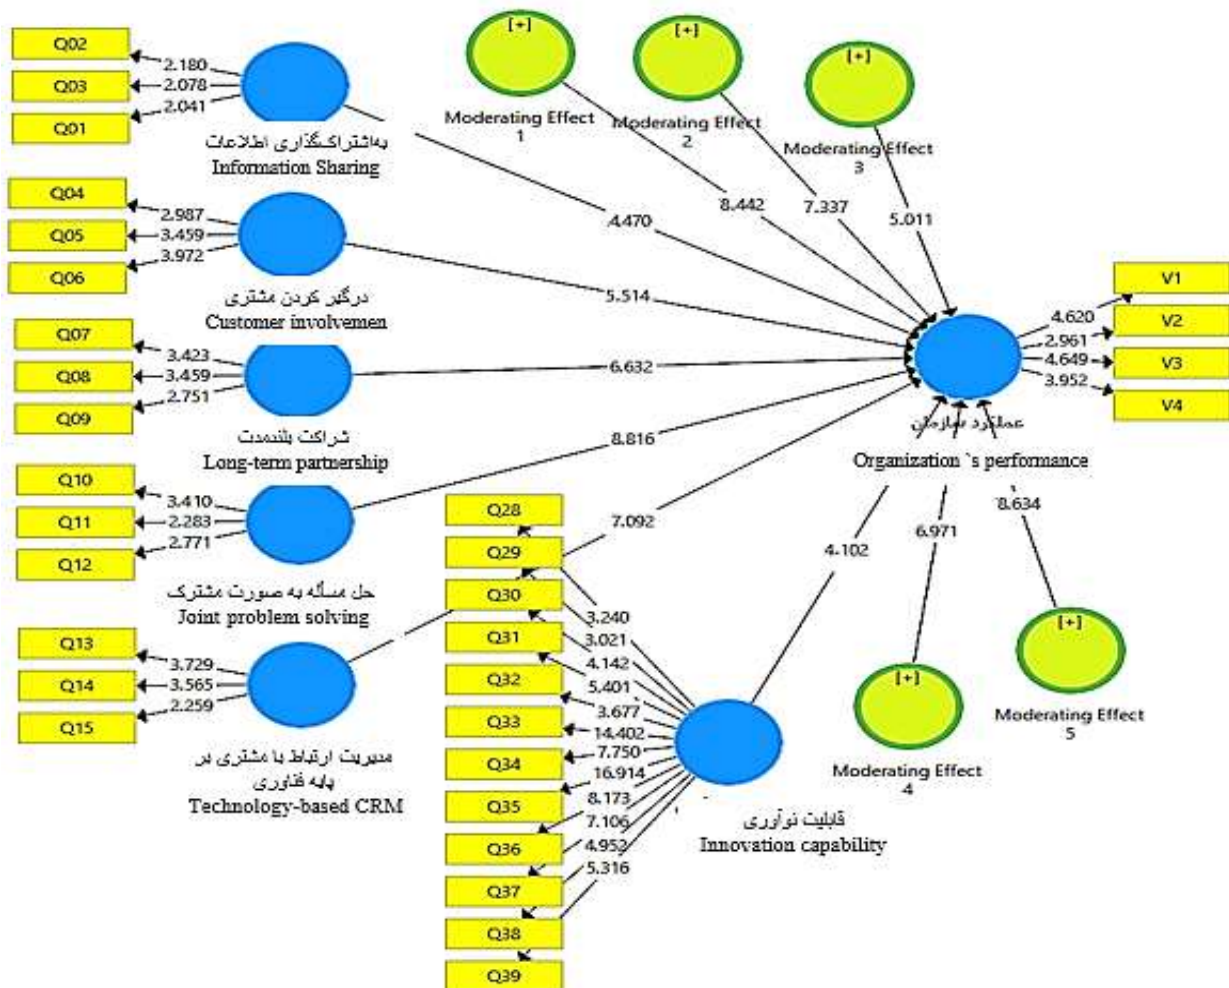 Q02
Q03
Q01
2.180
2.078
2.041
به‌اشتراک‌گذاری اطلاعات
Information Sharing
Q04
Q05
Q06
2.987
3.459
3.972
درگیر کردن مشتری
Customer involvemen
Q07
Q08
Q09
3.423
3.459
2.751
شراکت بلندمدت
Long-term partnership
Q10
Q11
Q12
3.410
2.283
2.771
حل مسأله به صورت مشترک
Joint problem solving
Q13
Q14
Q15
3.729
3.565
2.259
مدیریت ارتباط با مشتری بر
پایه فناوری
Technology-based CRM
[+]
Moderating Effect
1
[+]
Moderating Effect
2
[+]
Moderating Effect
3
8.442
7.337
5.011
4.470
5.514
6.632
8.816
7.092
4.102
6.971
8.634
V1
V2
V3
V4
4.620
2.961
4.649
3.952
عملکرد سازمان
Organization `s performance
Q28
Q29
Q30
Q31
Q32
Q33
Q34
Q35
Q36
Q37
Q38
Q39
3.240
3.021
4.142
5.401
3.677
14.402
7.750
16.914
8.173
7.106
4.952
5.316
قابلیت نوآوری
Innovation capability
[+]
Moderating Effect
4
[+]
Moderating Effect
5